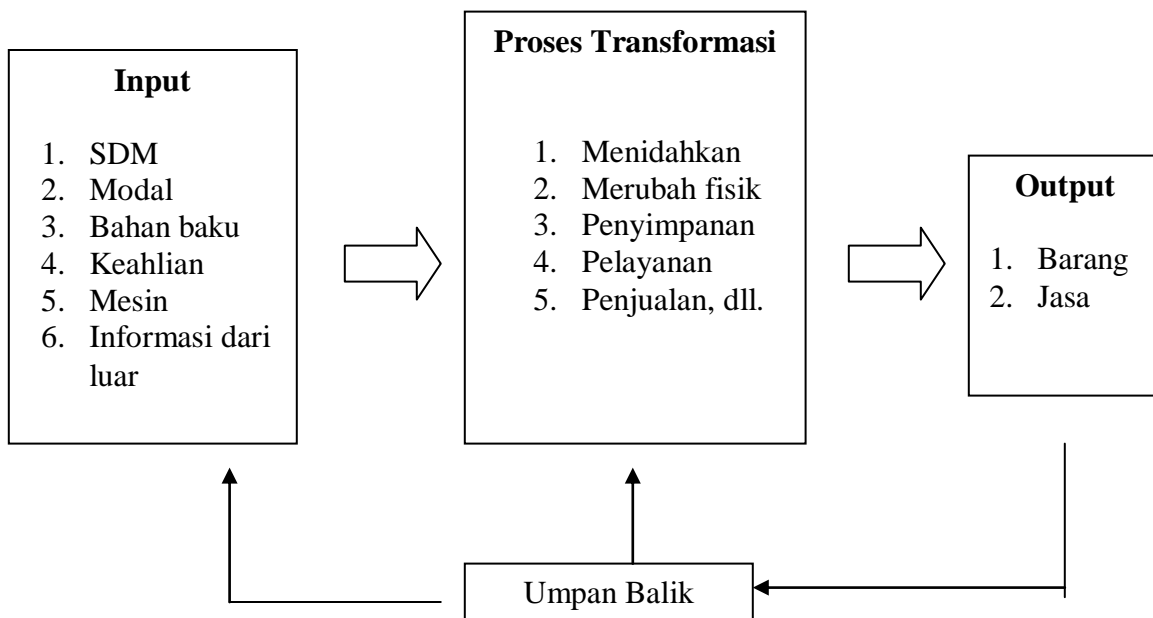 Input
1. SDM
2. Modal
3. Bahan baku
4. Keahlian
5. Mesin
6. Informasi dari
luar
Proses Transformasi
1. Menidahkan
2. Merubah fisik
3. Penyimpanan
4. Pelayanan
5. Penjualan, dll.
Output
1. Barang
2. Jasa
Umpan Balik